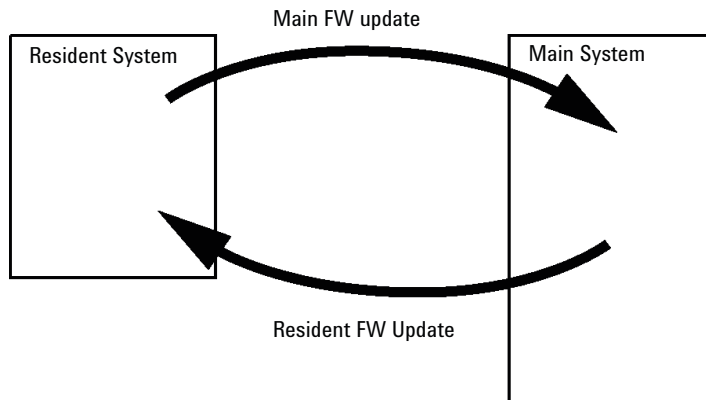 Main FW update
Resident System
Main System
Resident FW Update